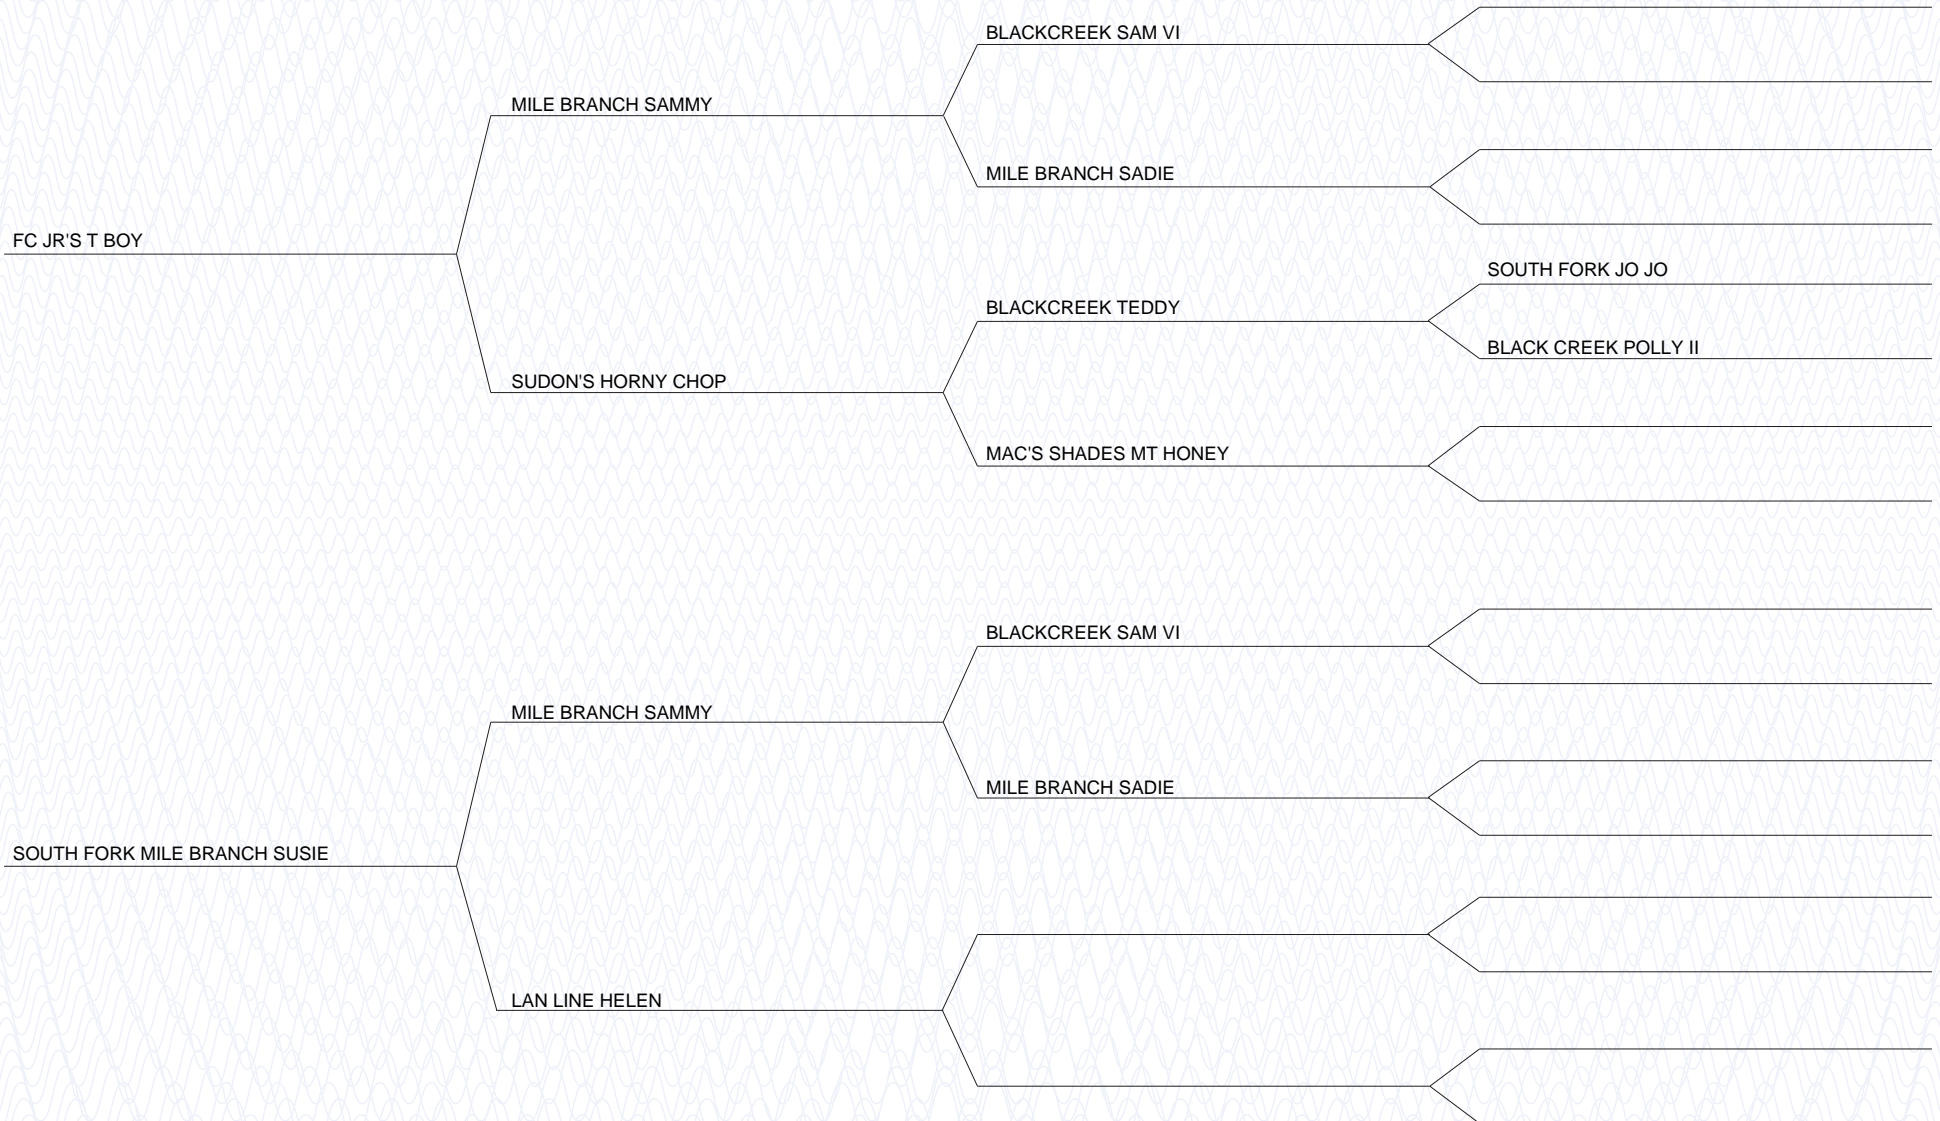 BLACKCREEK SAM VI
MILE BRANCH SAMMY
MILE BRANCH SADIE
FC JR'S T BOY
SOUTH FORK JO JO
BLACKCREEK TEDDY
BLACK CREEK POLLY II
SUDON'S HORNY CHOP
MAC'S SHADES MT HONEY
BLACKCREEK SAM VI
MILE BRANCH SAMMY
MILE BRANCH SADIE
SOUTH FORK MILE BRANCH SUSIE
LAN LINE HELEN